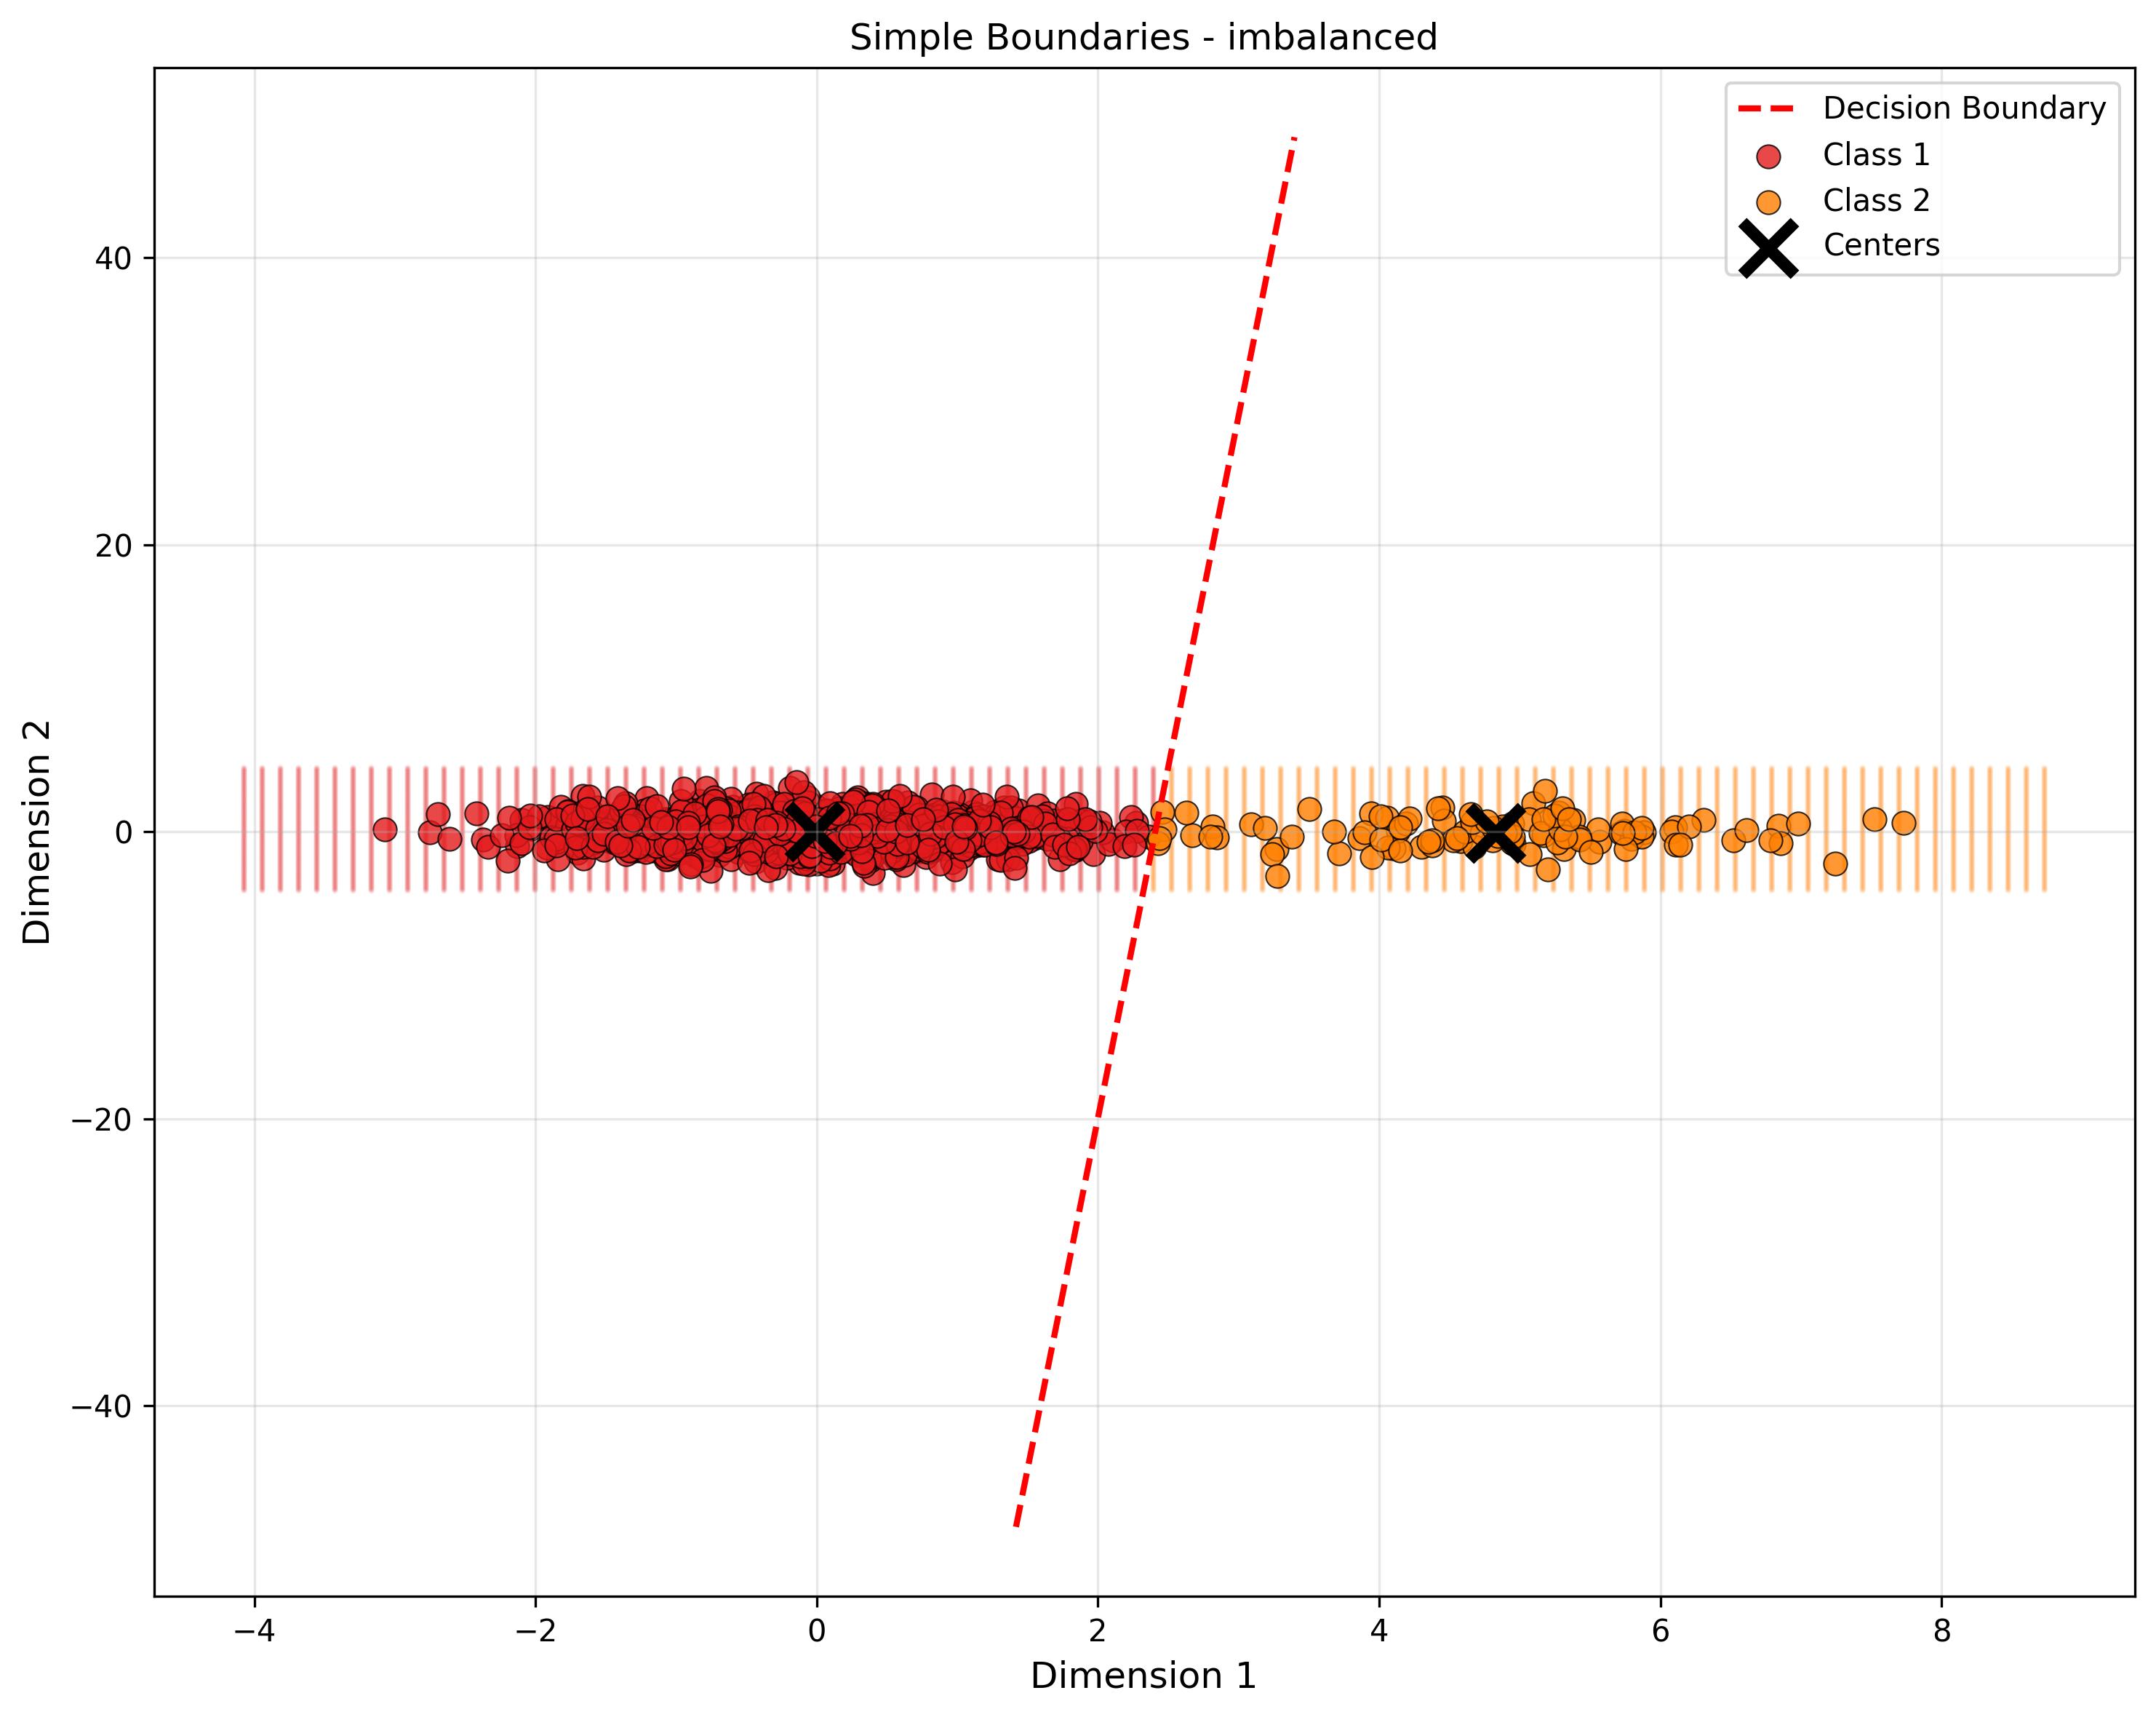 Simple Boundaries - imbalanced
Decision Boundary
Class 1
Class 2
Centers
40
20
0
−20
−40
Dimension 2
−4
−2
0
2
4
6
8
Dimension 1